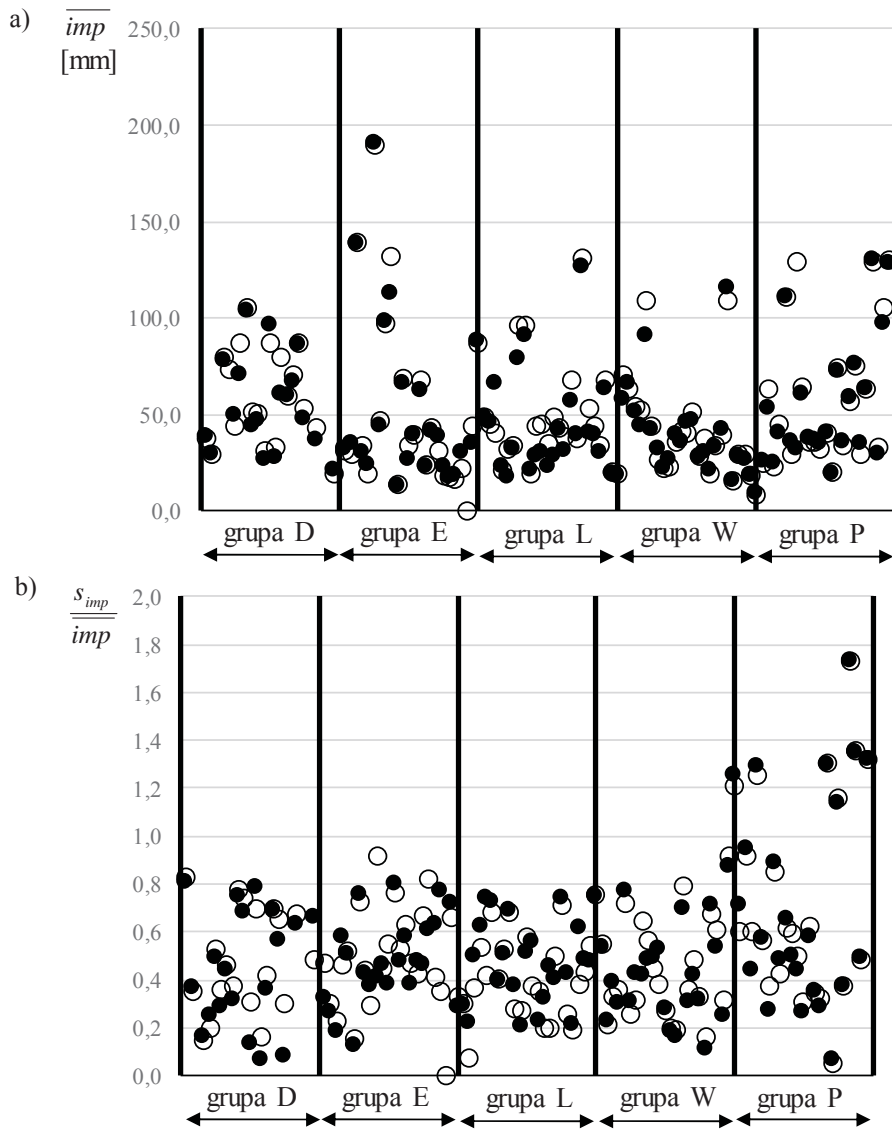 a)
imp
[mm]
250,0
200,0
150,0
100,0
50,0
0,0
grupa D
grupa E
grupa L
grupa W
grupa P
b)
s_imp
imp
2,0
1,8
1,6
1,4
1,2
1,0
0,8
0,6
0,4
0,2
0,0
grupa D
grupa E
grupa L
grupa W
grupa P